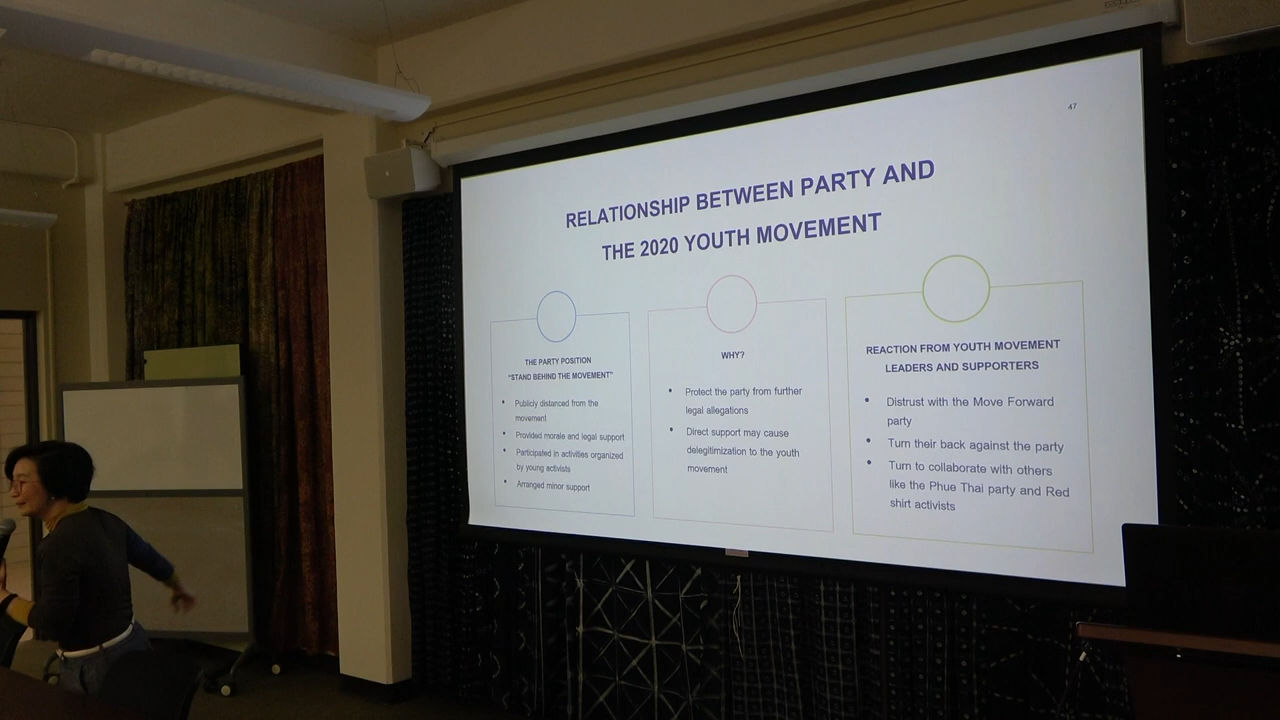 47
RELATIONSHIP BETWEEN PARTY AND
THE 2020 YOUTH MOVEMENT
THE PARTY POSITION
“STAND BEHIND THE MOVEMENT”
• Publicly distanced from the
movement
• Provided morale and legal support
• Participated in activities organized
by young activists
• Arranged minor support
WHY?
• Protect the party from further
legal allegations
• Direct support may cause
delegitimization to the youth
movement
REACTION FROM YOUTH MOVEMENT
LEADERS AND SUPPORTERS
• Distrust with the Move Forward
party
• Turn their back against the party
• Turn to collaborate with others
like the Phue Thai party and Red
shirt activists